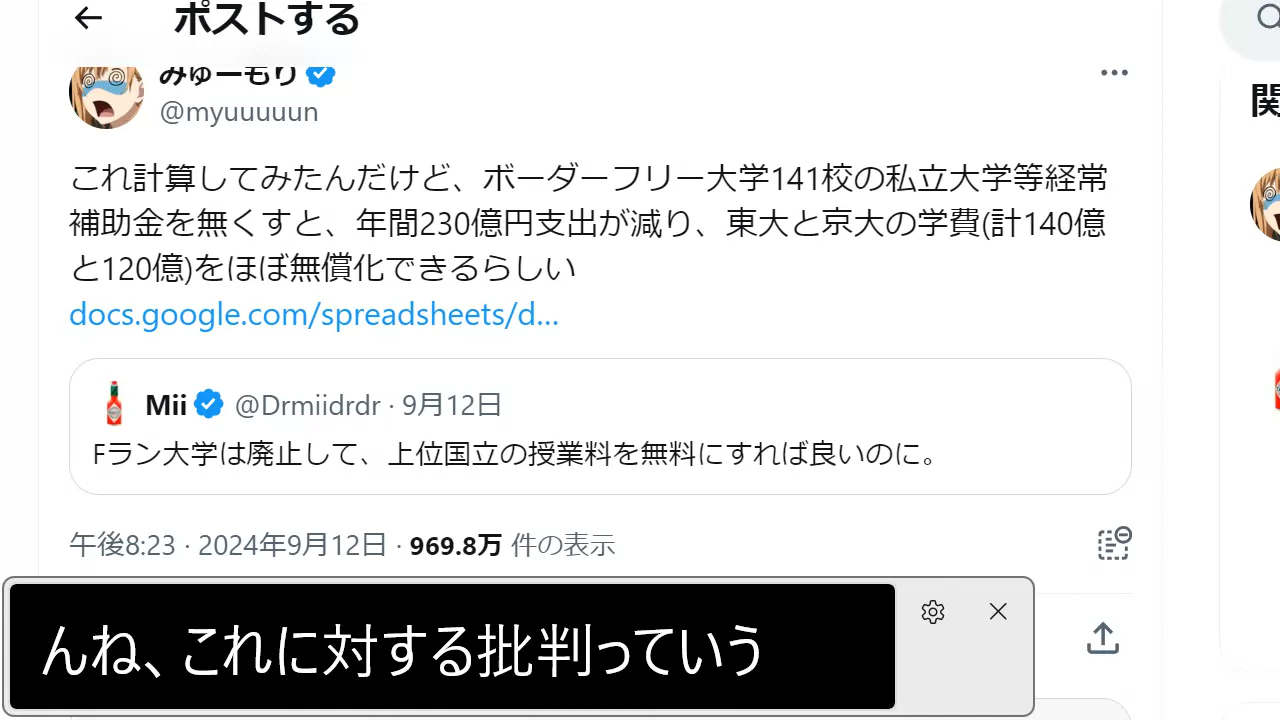 ポストする
みゅーもり
@myuuuuun
これ計算してみたんだけど、ボーダーフリー大学141校の私立大学等経常
補助金を無くすと、年間230億円支出が減り、東大と京大の学費(計140億
と120億)をほぼ無償化できるらしい
docs.google.com/spreadsheets/d…
Mii @Drmiidrdr · 9月12日
Fラン大学は廃止して、上位国立の授業料を無料にすれば良いのに。
午後8:23 · 2024年9月12日 · 969.8万 件の表示
んね、これに対する批判っていう
関